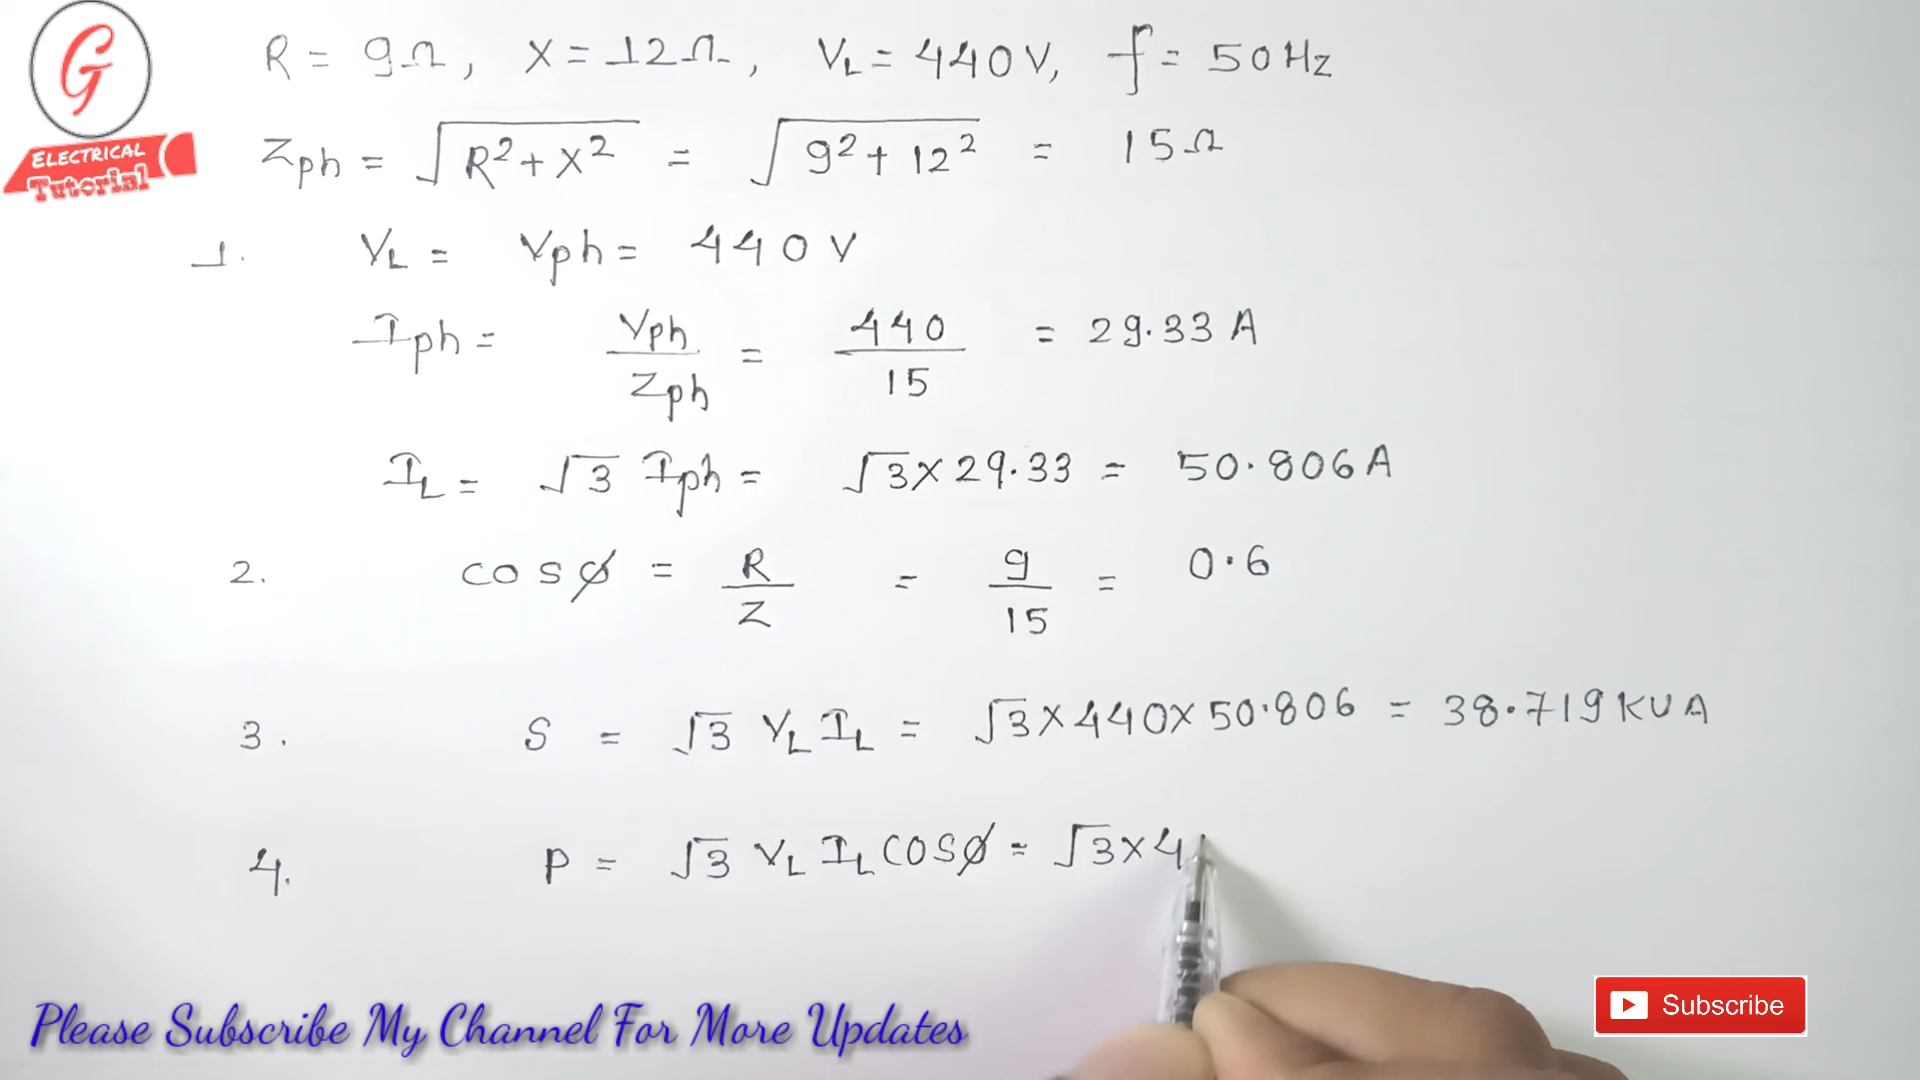 G
ELECTRICAL
Tutorial
R = 9Ω, X = 12Ω, VL = 440V, f = 50Hz
Zph = √R²+X² = √9²+12² = 15Ω
1. VL = Vph = 440V
Iph = Vph/Zph = 440/15 = 29.33 A
IL = √3 Iph = √3×29.33 = 50.806A
2. cosφ = R/Z = 9/15 = 0.6
3. S = √3 VL IL = √3×440×50.806 = 38.719KVA
4. P = √3 VL IL COSφ = √3×4
Please Subscribe My Channel For More Updates
Subscribe